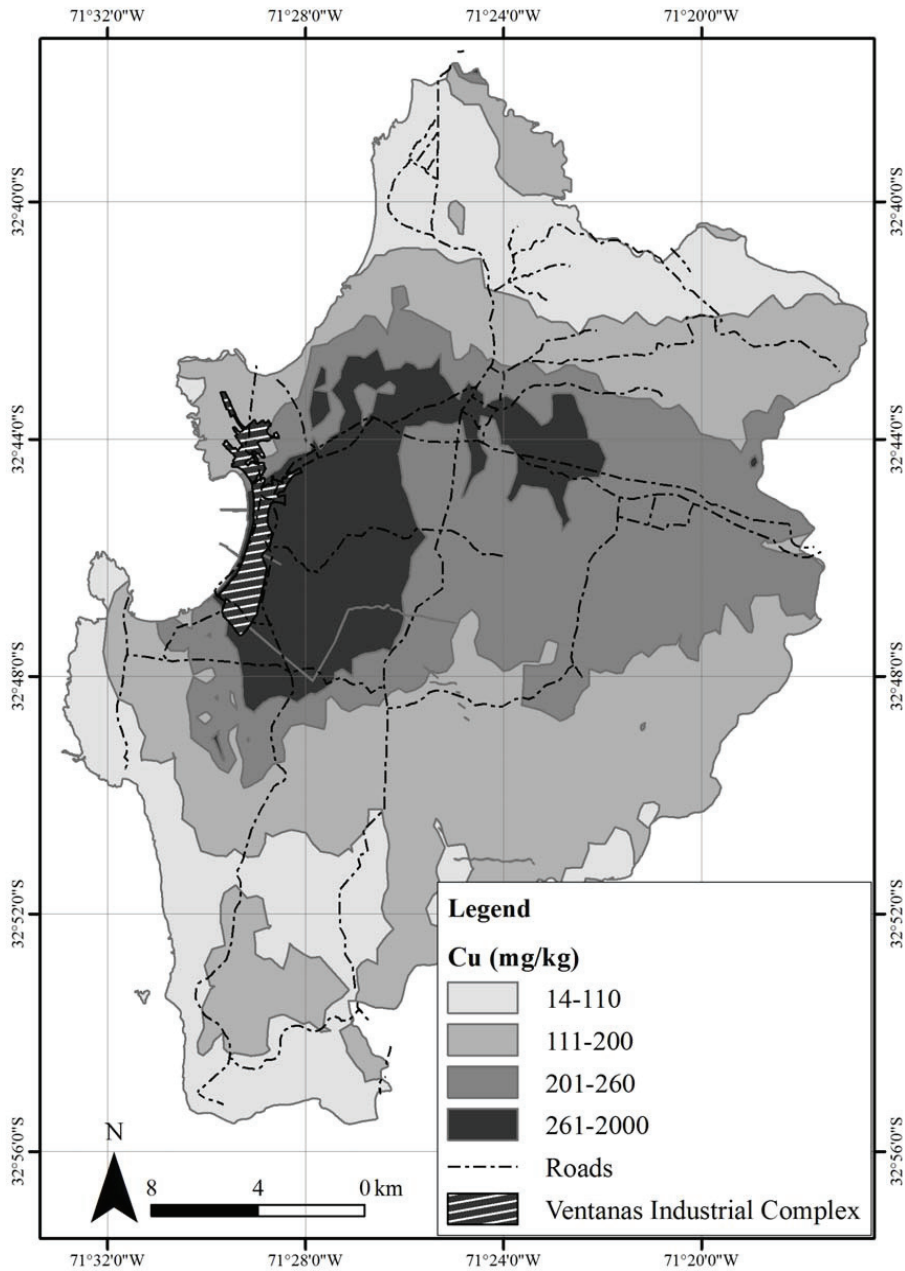 71°32'0"W 71°28'0"W 71°24'0"W 71°20'0"W
32°40'0"S 32°40'0"S
32°44'0"S 32°44'0"S
32°48'0"S 32°48'0"S
32°52'0"S 32°52'0"S
32°56'0"S 32°56'0"S
Legend
Cu (mg/kg)
14-110
111-200
201-260
261-2000
Roads
Ventanas Industrial Complex
N
8 4 0 km
71°32'0"W 71°28'0"W 71°24'0"W 71°20'0"W